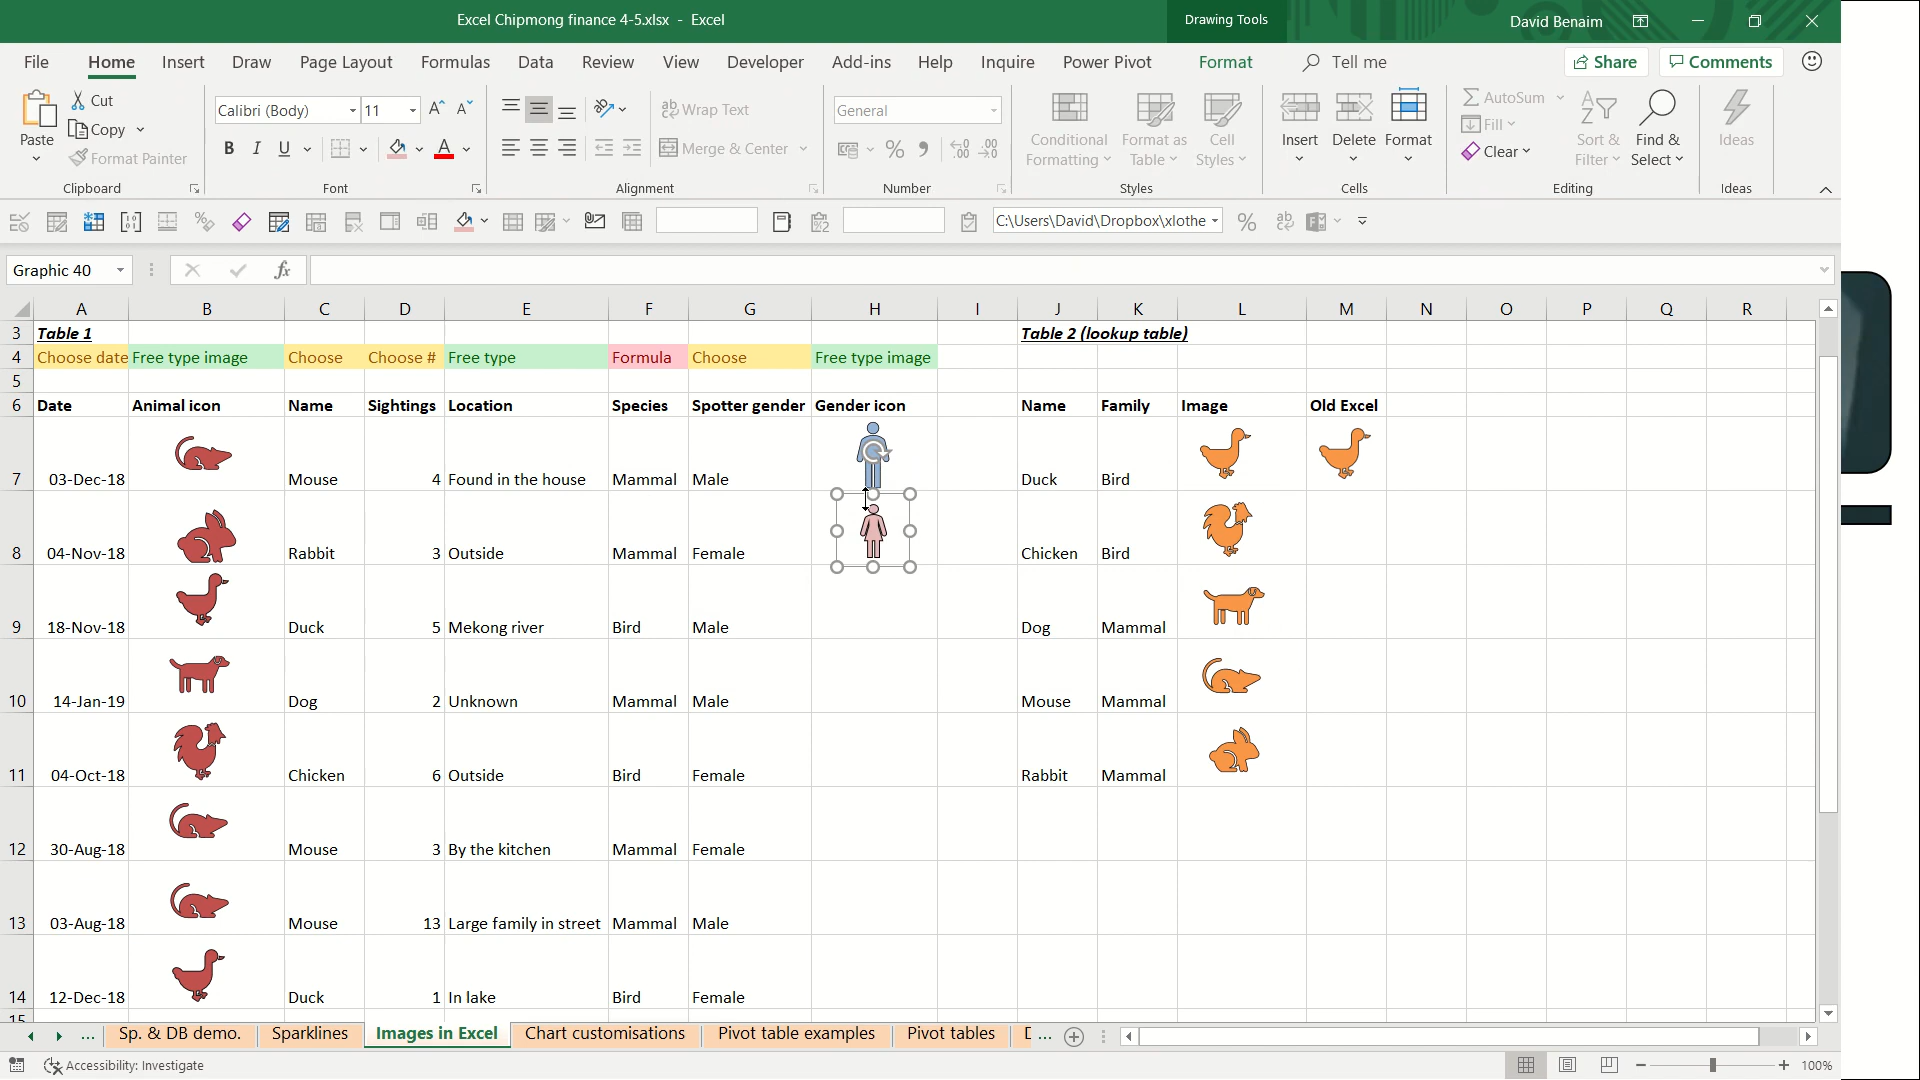 Excel Chipmong finance 4-5.xlsx - Excel
Drawing Tools
David Benaim
File Home Insert Draw Page Layout Formulas Data Review View Developer Add-ins Help Inquire Power Pivot Format Tell me Share Comments
Paste
Cut
Copy
Format Painter
Clipboard
Calibri (Body) 11
B I U
Font
Wrap Text
Merge & Center
Alignment
General
Number
Conditional Formatting
Format as Table
Cell Styles
Styles
Insert
Delete
Format
Cells
AutoSum
Fill
Clear
Sort & Filter
Find & Select
Editing
Ideas
Ideas
C:\Users\David\Dropbox\xlothe
Graphic 40
fx
A B C D E F G H I J K L M N O P Q R
3 Table 1 Table 2 (lookup table)
4 Choose date Free type image Choose Choose # Free type Formula Choose Free type image
5
6 Date Animal icon Name Sightings Location Species Spotter gender Gender icon Name Family Image Old Excel
7 03-Dec-18 Mouse 4 Found in the house Mammal Male Duck Bird
8 04-Nov-18 Rabbit 3 Outside Mammal Female Chicken Bird
9 18-Nov-18 Duck 5 Mekong river Bird Male Dog Mammal
10 14-Jan-19 Dog 2 Unknown Mammal Male Mouse Mammal
11 04-Oct-18 Chicken 6 Outside Bird Female Rabbit Mammal
12 30-Aug-18 Mouse 3 By the kitchen Mammal Female
13 03-Aug-18 Mouse 13 Large family in street Mammal Male
14 12-Dec-18 Duck 1 In lake Bird Female
15
... Sp. & DB demo. Sparklines Images in Excel Chart customisations Pivot table examples Pivot tables D ...
Accessibility: Investigate
100%